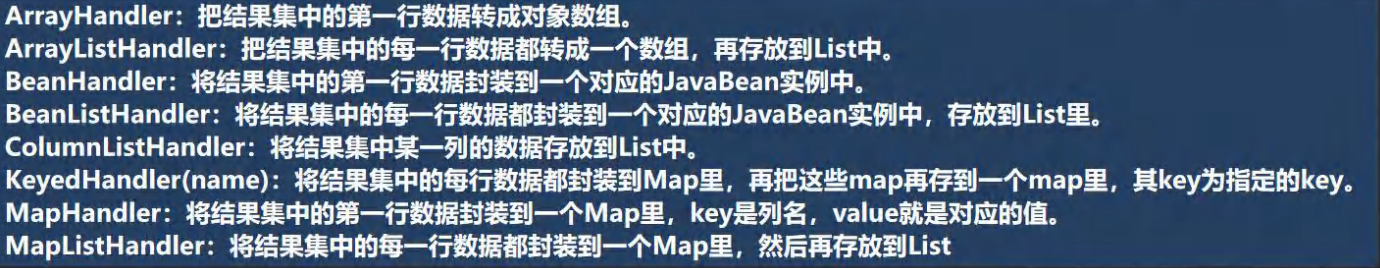 ArrayHandler：把结果集中的第一行数据转成对象数组。
ArrayListHandler：把结果集中的每一行数据都转成一个数组，再存放到List中。
BeanHandler：将结果集中的第一行数据封装到一个对应的JavaBean实例中。
BeanListHandler：将结果集中的每一行数据都封装到一个对应的JavaBean实例中，存放到List里。
ColumnListHandler：将结果集中某一列的数据存放到List中。
KeyedHandler(name)：将结果集中的每行数据都封装到Map里，再把这些map再存到一个map里，其key为指定的key。
MapHandler：将结果集中的第一行数据封装到一个Map里，key是列名，value就是对应的值。
MapListHandler：将结果集中的每一行数据都封装到一个Map里，然后再存放到List